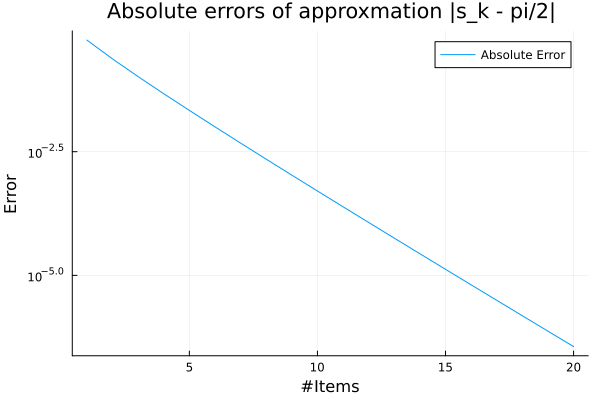 Absolute errors of approxmation |s_k - pi/2|
Absolute Error
10^-2.5
10^-5.0
Error
5 10 15 20
#Items